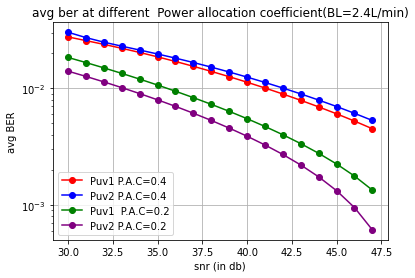 avg ber at different  Power allocation coefficient(BL=2.4L/min)
avg BER
10⁻²
10⁻³
Puv1 P.A.C=0.4
Puv2 P.A.C=0.4
Puv1  P.A.C=0.2
Puv2 P.A.C=0.2
30.0 32.5 35.0 37.5 40.0 42.5 45.0 47.5
snr (in db)